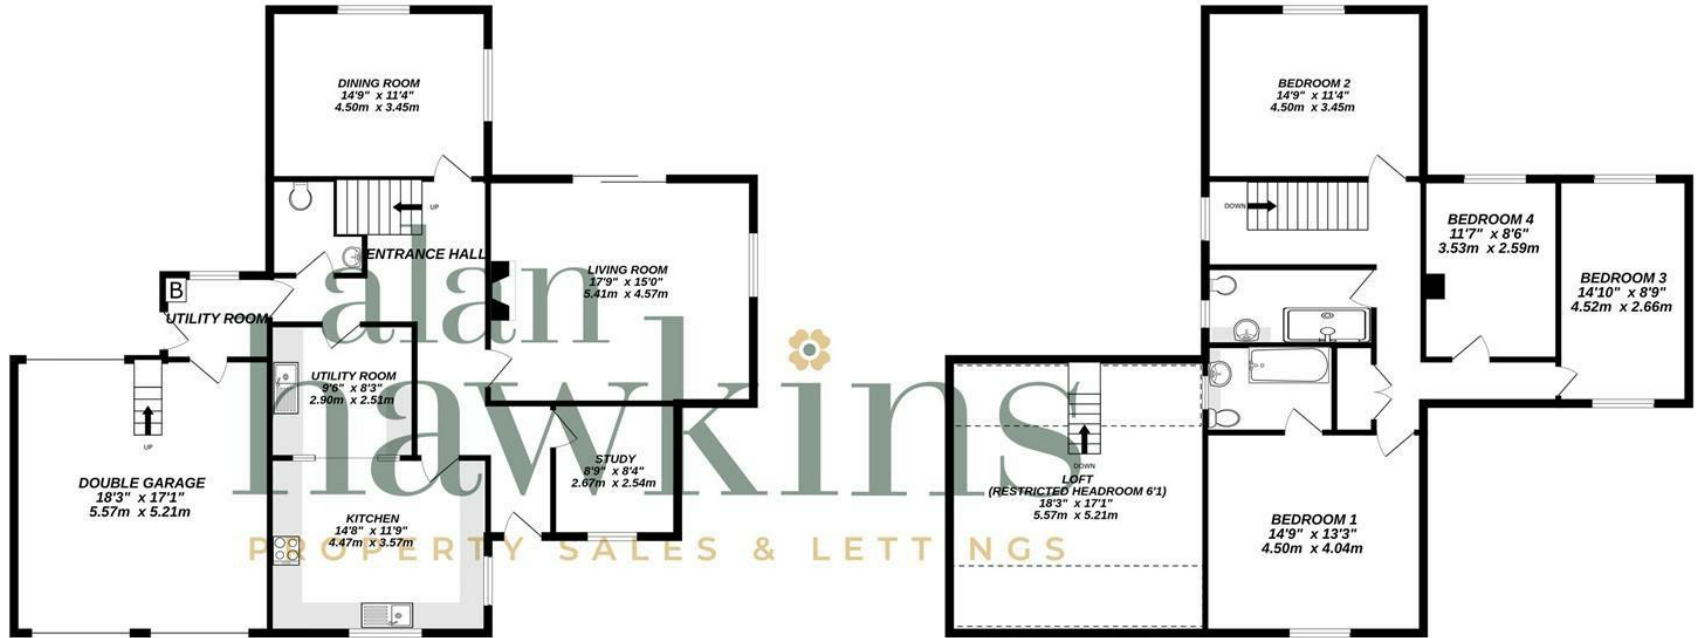 DINING ROOM
14'9" x 11'4"
4.50m x 3.45m
UP
ENTRANCE HALL
LIVING ROOM
17'9" x 15'0"
5.41m x 4.57m
B
UTILITY ROOM
UTILITY ROOM
9'6" x 8'3"
2.90m x 2.51m
UP
DOUBLE GARAGE
18'3" x 17'1"
5.57m x 5.21m
STUDY
8'9" x 8'4"
2.67m x 2.54m
KITCHEN
14'8" x 11'9"
4.47m x 3.57m
alan
hawkins
PROPERTY SALES & LETTINGS
BEDROOM 2
14'9" x 11'4"
4.50m x 3.45m
DOWN
BEDROOM 4
11'7" x 8'6"
3.53m x 2.59m
BEDROOM 3
14'10" x 8'9"
4.52m x 2.66m
DOWN
LOFT
(RESTRICTED HEADROOM 6'1)
18'3" x 17'1"
5.57m x 5.21m
BEDROOM 1
14'9" x 13'3"
4.50m x 4.04m